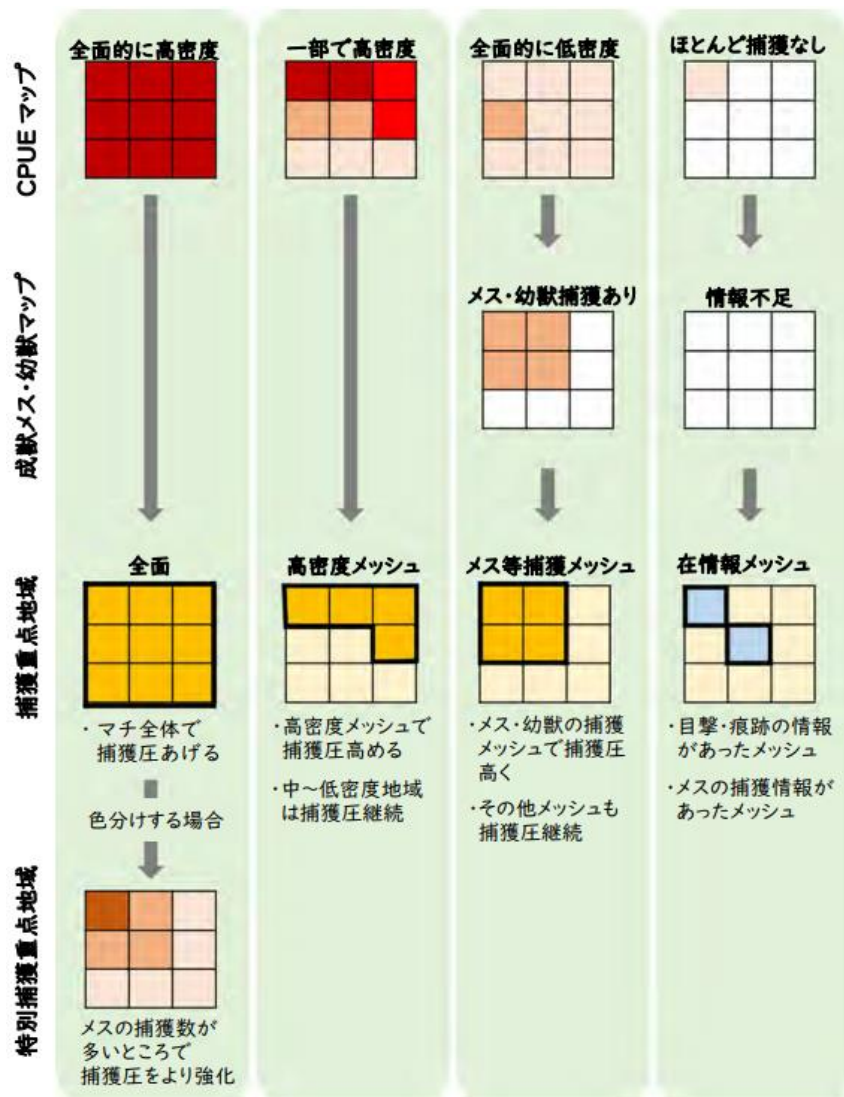 CPUE マップ
全面的に高密度
一部で高密度
全面的に低密度
ほとんど捕獲なし
成獣メス・幼獣マップ
メス・幼獣捕獲あり
情報不足
捕獲重点地域
全面
・マチ全体で
捕獲圧あげる
色分けする場合
高密度メッシュ
・高密度メッシュで
捕獲圧高める
・中～低密度地域
は捕獲圧継続
メス等捕獲メッシュ
・メス・幼獣の捕獲
メッシュで捕獲圧
高く
・その他メッシュも
捕獲圧継続
在情報メッシュ
・目撃・痕跡の情報
があったメッシュ
・メスの捕獲情報が
あったメッシュ
特別捕獲重点地域
メスの捕獲数が
多いところで
捕獲圧をより強化